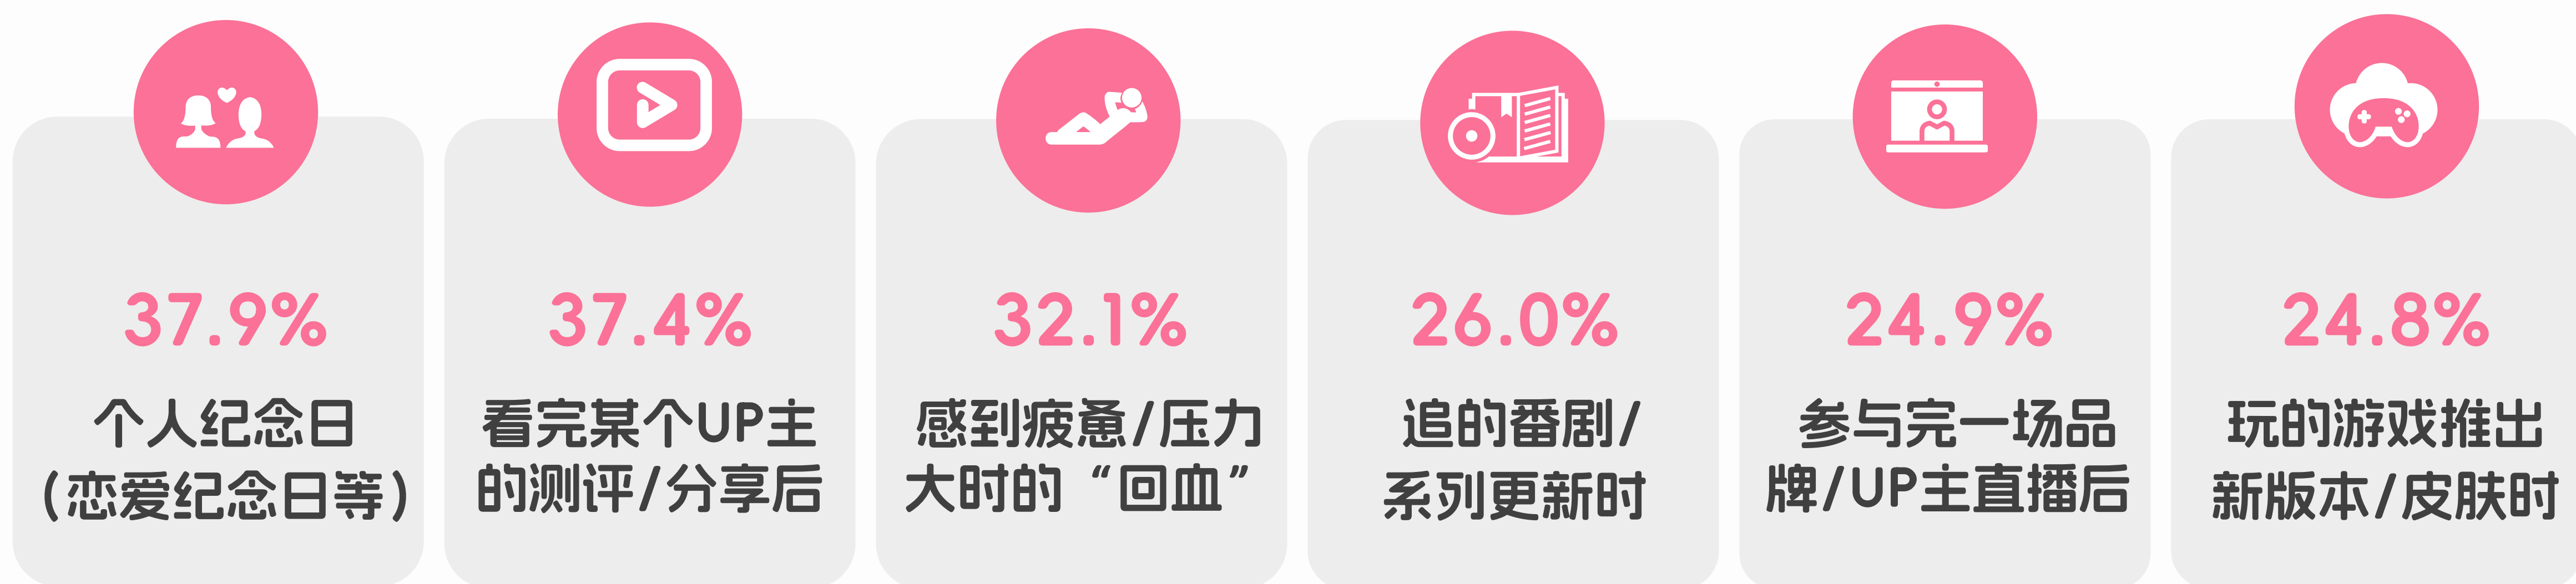 37.9%
个人纪念日
(恋爱纪念日等)
37.4%
看完某个UP主
的测评/分享后
32.1%
感到疲惫/压力
大时的“回血”
26.0%
追的番剧/
系列更新时
24.9%
参与完一场品
牌/UP主直播后
24.8%
玩的游戏推出
新版本/皮肤时